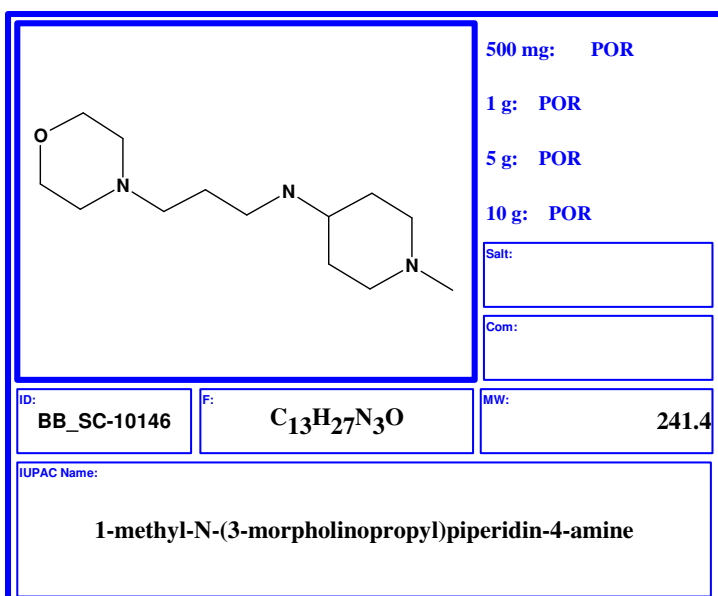 500 mg: POR
1 g: POR
5 g: POR
10 g: POR
O
N
N
N
Salt:
Com:
ID:
BB_SC-10146
F:
C13H27N3O
MW:
241.4
IUPAC Name:
1-methyl-N-(3-morpholinopropyl)piperidin-4-amine